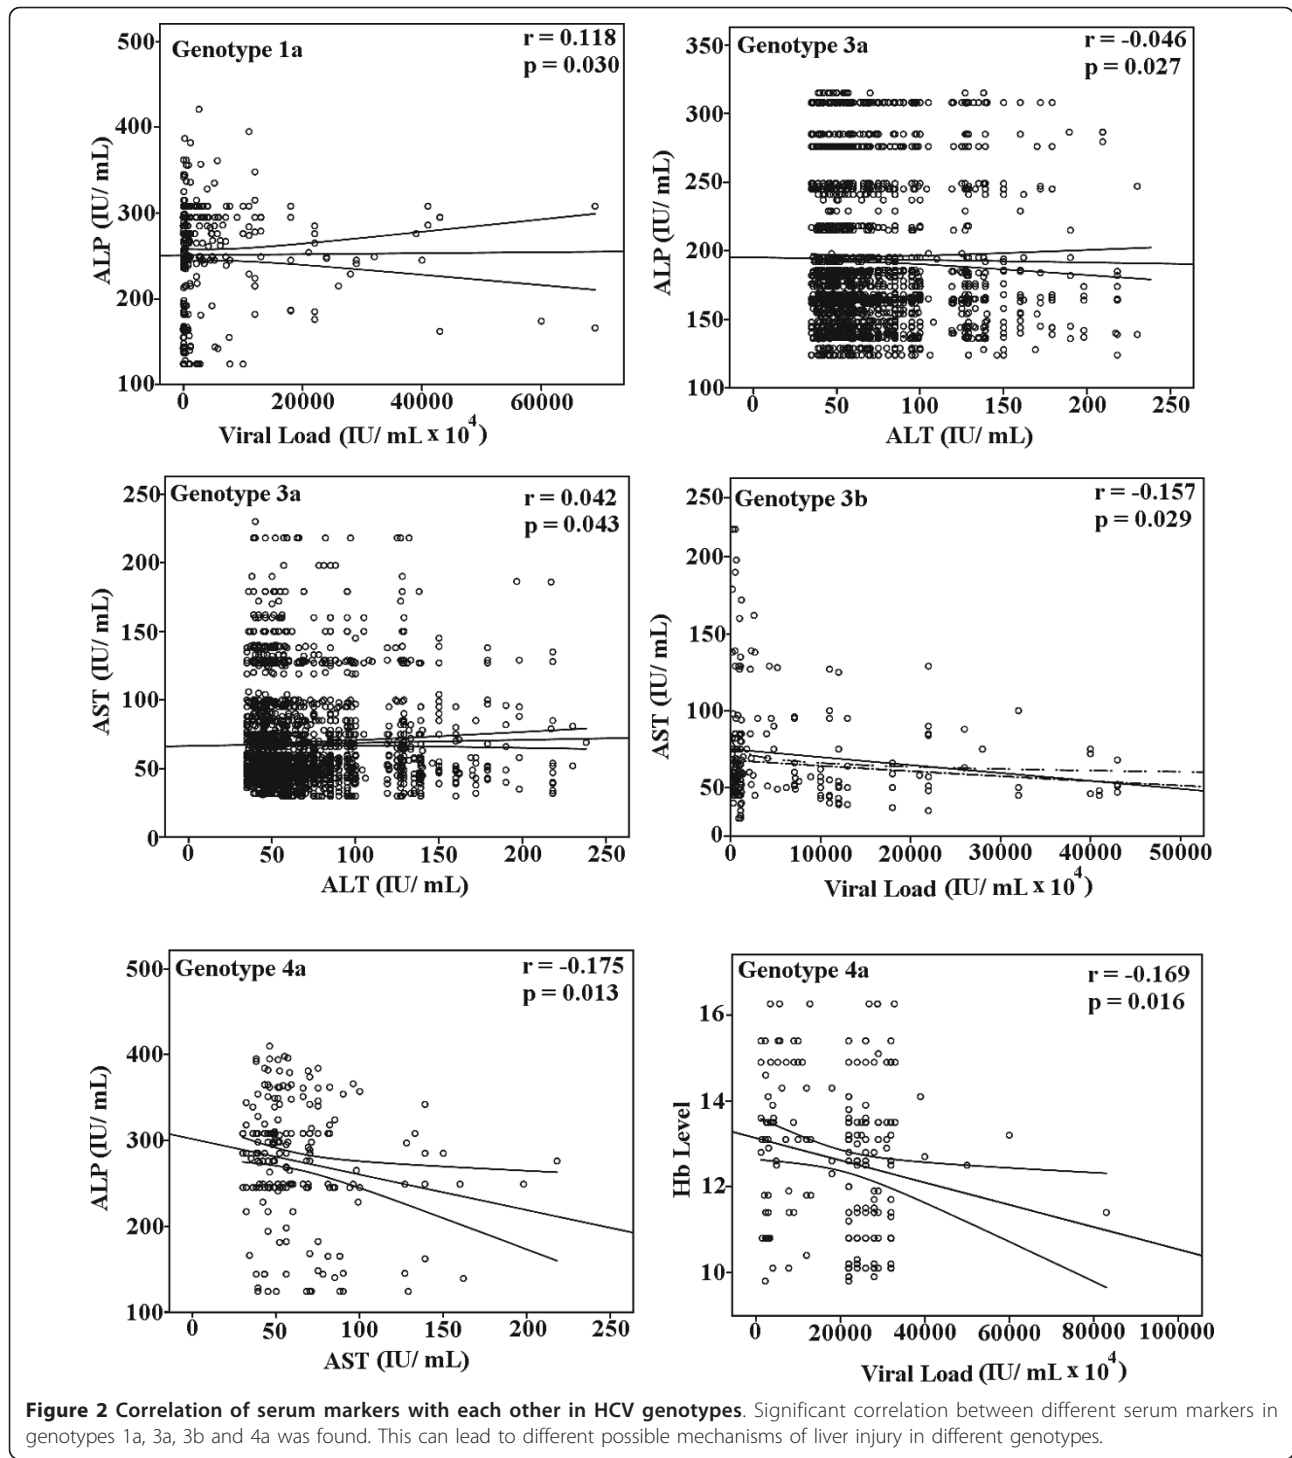 Genotype 1a
r = 0.118
p = 0.030
500
400
300
200
100
ALP (IU/ mL)
0 20000 40000 60000
Viral Load (IU/ mL x 10⁴)
Genotype 3a
r = -0.046
p = 0.027
350
300
250
200
150
100
ALP (IU/ mL)
0 50 100 150 200 250
ALT (IU/ mL)
Genotype 3a
r = 0.042
p = 0.043
250
200
150
100
50
0
AST (IU/ mL)
0 50 100 150 200 250
ALT (IU/ mL)
Genotype 3b
r = -0.157
p = 0.029
250
200
150
100
50
0
AST (IU/ mL)
0 10000 20000 30000 50000
Viral Load (IU/ mL x 10⁴)
Genotype 4a
r = -0.175
p = 0.013
500
400
300
200
100
ALP (IU/ mL)
0 50 100 150 200 250
AST (IU/ mL)
Genotype 4a
r = -0.169
p = 0.016
16
14
12
10
Hb Level
0 20000 40000 60000 80000 100000
Viral Load (IU/ mL x 10⁴)
Figure 2 Correlation of serum markers with each other in HCV genotypes. Significant correlation between different serum markers in
genotypes 1a, 3a, 3b and 4a was found. This can lead to different possible mechanisms of liver injury in different genotypes.